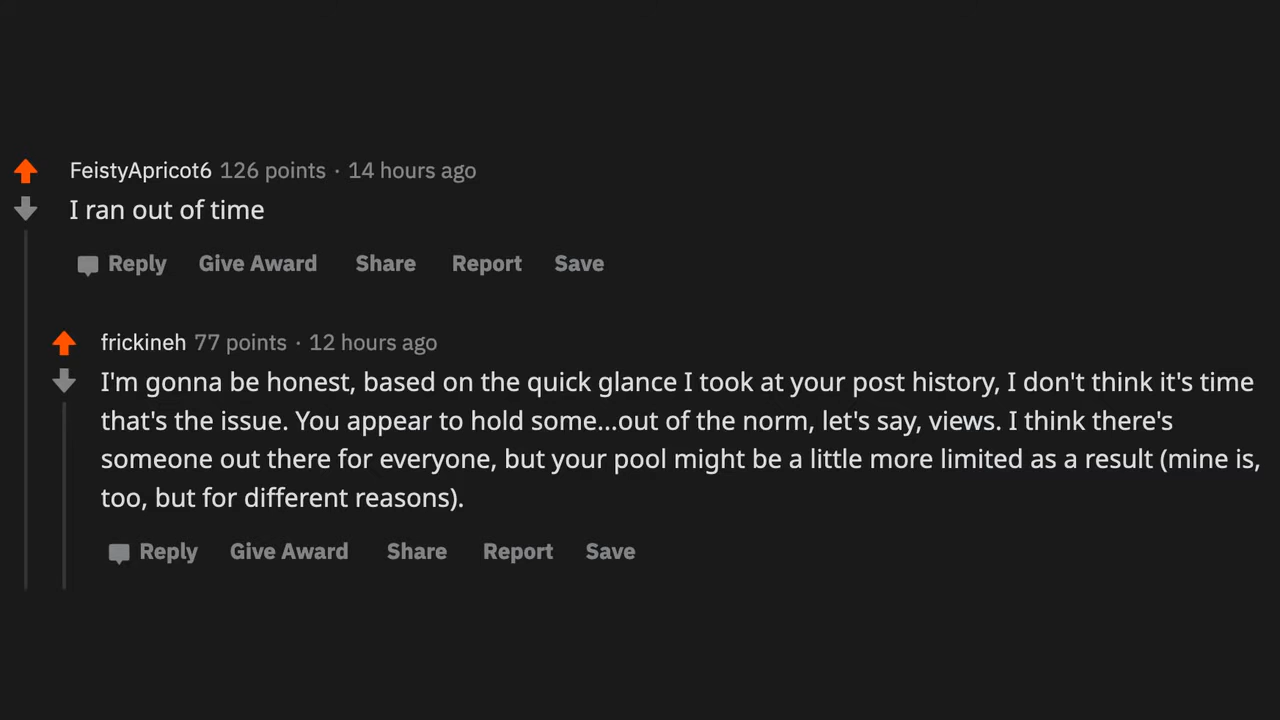 FeistyApricot6 126 points · 14 hours ago
I ran out of time
Reply Give Award Share Report Save
frickineh 77 points · 12 hours ago
I'm gonna be honest, based on the quick glance I took at your post history, I don't think it's time
that's the issue. You appear to hold some...out of the norm, let's say, views. I think there's
someone out there for everyone, but your pool might be a little more limited as a result (mine is,
too, but for different reasons).
Reply Give Award Share Report Save